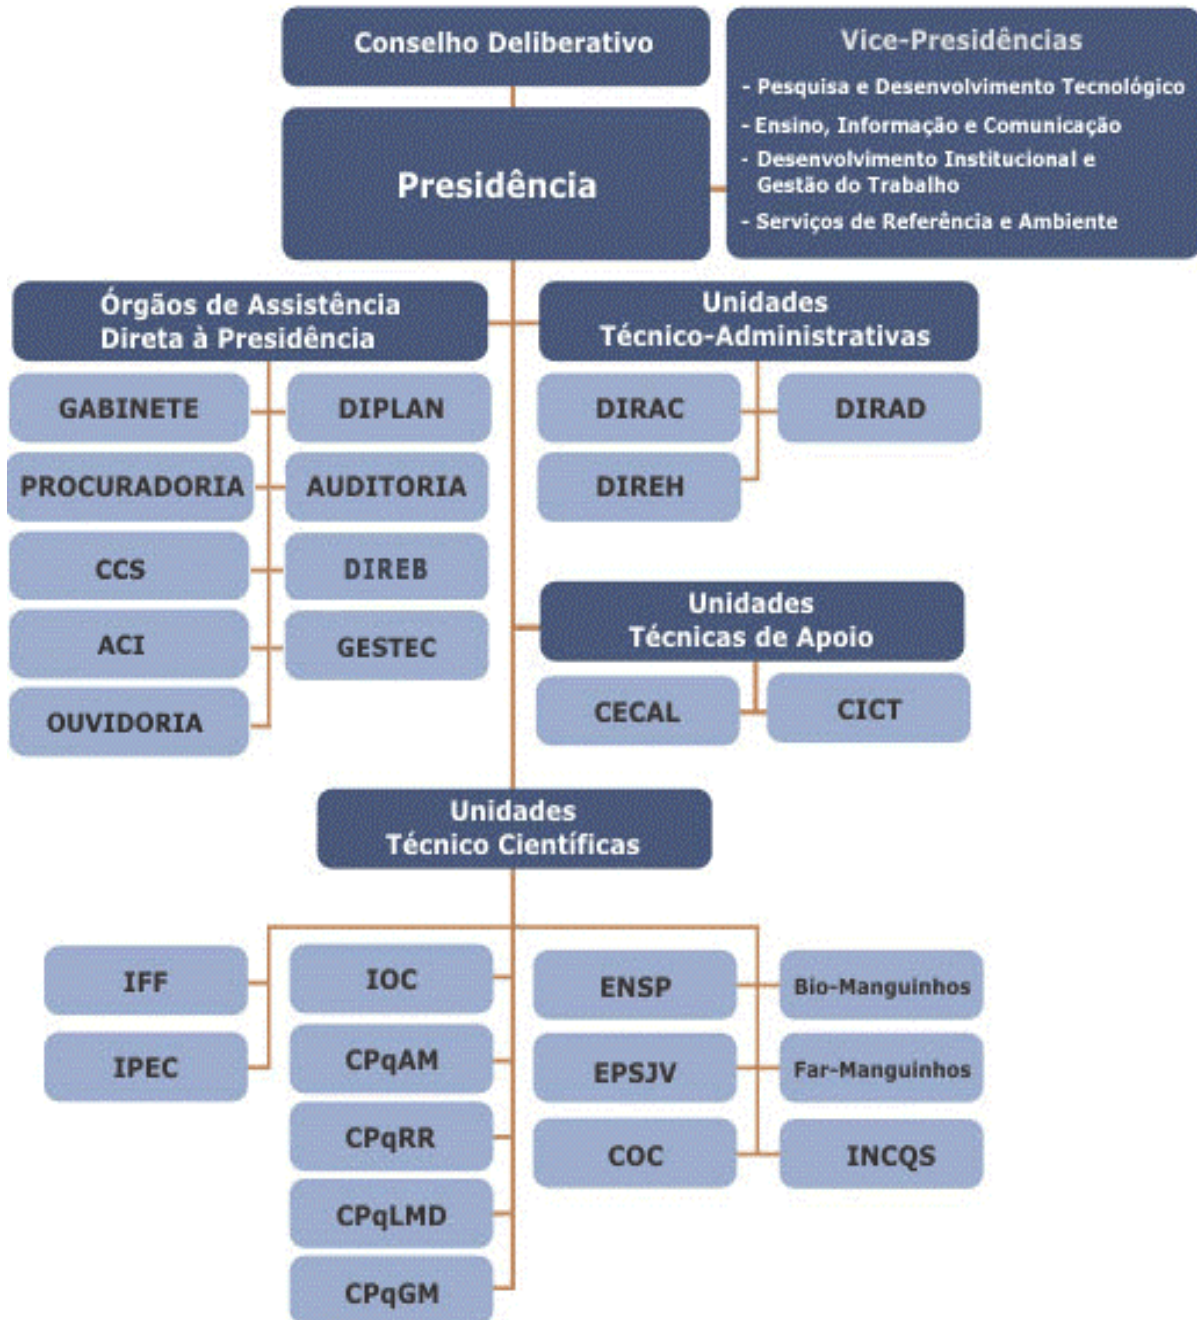 Conselho Deliberativo
Vice-Presidências
- Pesquisa e Desenvolvimento Tecnológico
- Ensino, Informação e Comunicação
- Desenvolvimento Institucional e
Gestão do Trabalho
- Serviços de Referência e Ambiente
Presidência
Órgãos de Assistência
Direta à Presidência
GABINETE
DIPLAN
PROCURADORIA
AUDITORIA
CCS
DIREB
ACI
GESTEC
OUVIDORIA
Unidades
Técnico-Administrativas
DIRAC
DIRAD
DIREH
Unidades
Técnicas de Apoio
CECAL
CICT
Unidades
Técnico Científicas
IFF
IPEC
IOC
CPqAM
CPqRR
CPqLMD
CPqGM
ENSP
Bio-Manguinhos
EPSJV
Far-Manguinhos
COC
INCQS